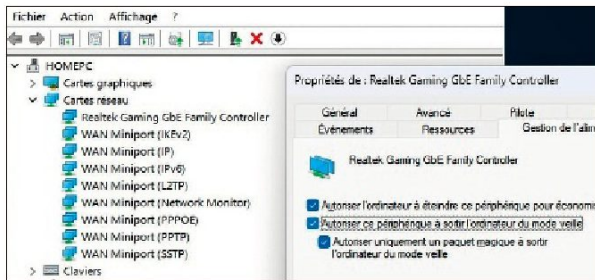 Fichier Action Affichage ?
HOMEPC
Cartes graphiques
Cartes réseau
Realtek Gaming GbE Family Controller
WAN Miniport (IKEv2)
WAN Miniport (IP)
WAN Miniport (IPv6)
WAN Miniport (L2TP)
WAN Miniport (Network Monitor)
WAN Miniport (PPPOE)
WAN Miniport (PPTP)
WAN Miniport (SSTP)
Claviers
Propriétés de : Realtek Gaming GbE Family Controller
Général Avancé Pilote
Événements Ressources Gestion de l'alim
Realtek Gaming GbE Family Controller
Autoriser l'ordinateur à éteindre ce périphérique pour économis
Autoriser ce périphérique à sortir l'ordinateur du mode veille
Autoriser uniquement un paquet magique à sortir
l'ordinateur du mode veille